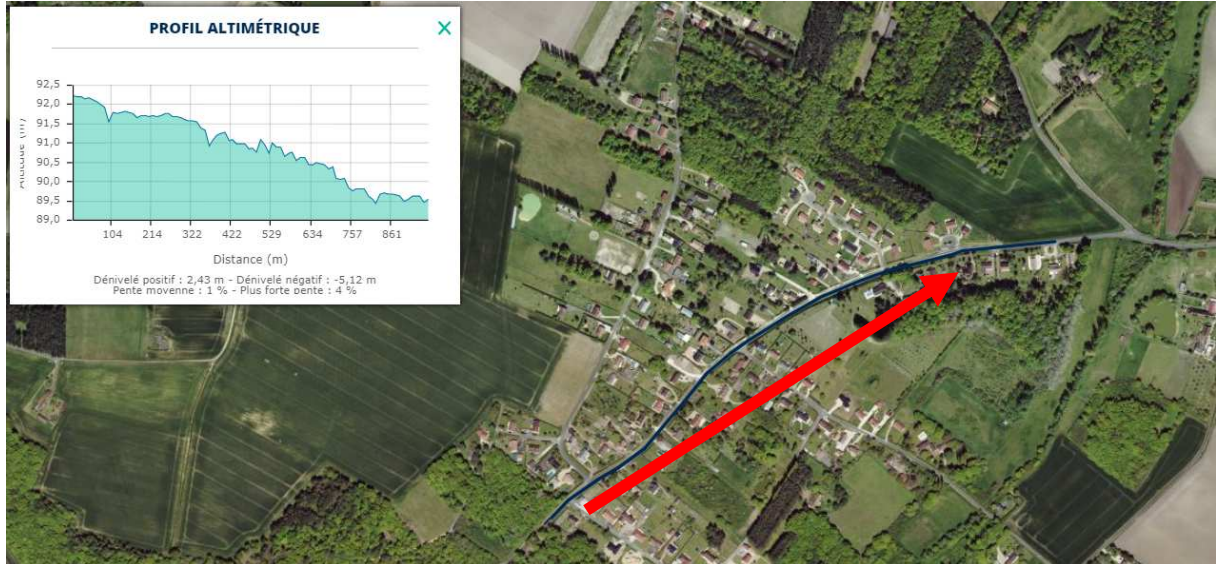 PROFIL ALTIMÉTRIQUE
92,5
92,0
91,5
91,0
90,5
90,0
89,5
89,0
Altitude (m)
104 214 322 422 529 634 757 861
Distance (m)
Dénivelé positif : 2,43 m - Dénivelé négatif : -5,12 m
Pente moyenne : 1 % - Plus forte pente : 4 %